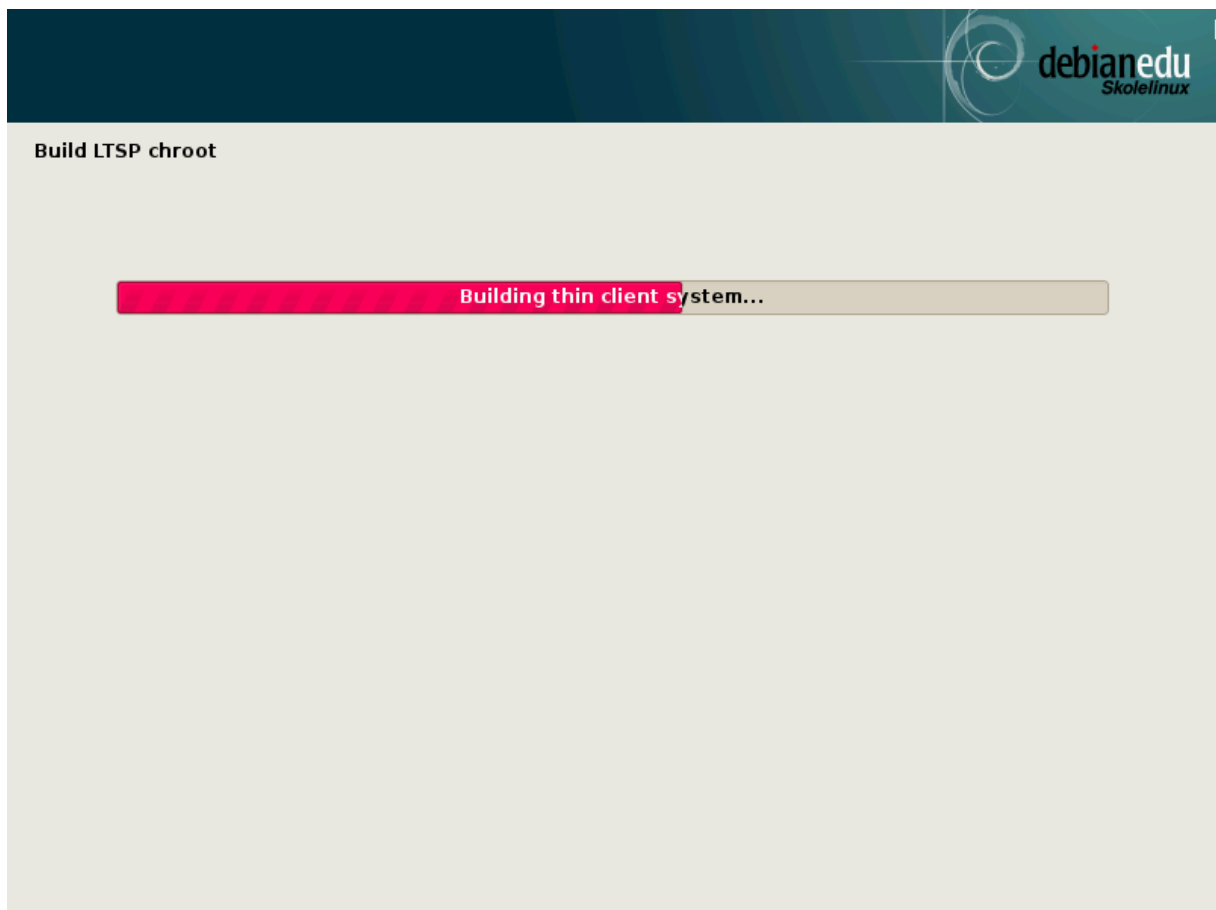 debianedu
Skolelinux
Build LTSP chroot
Building thin client system...